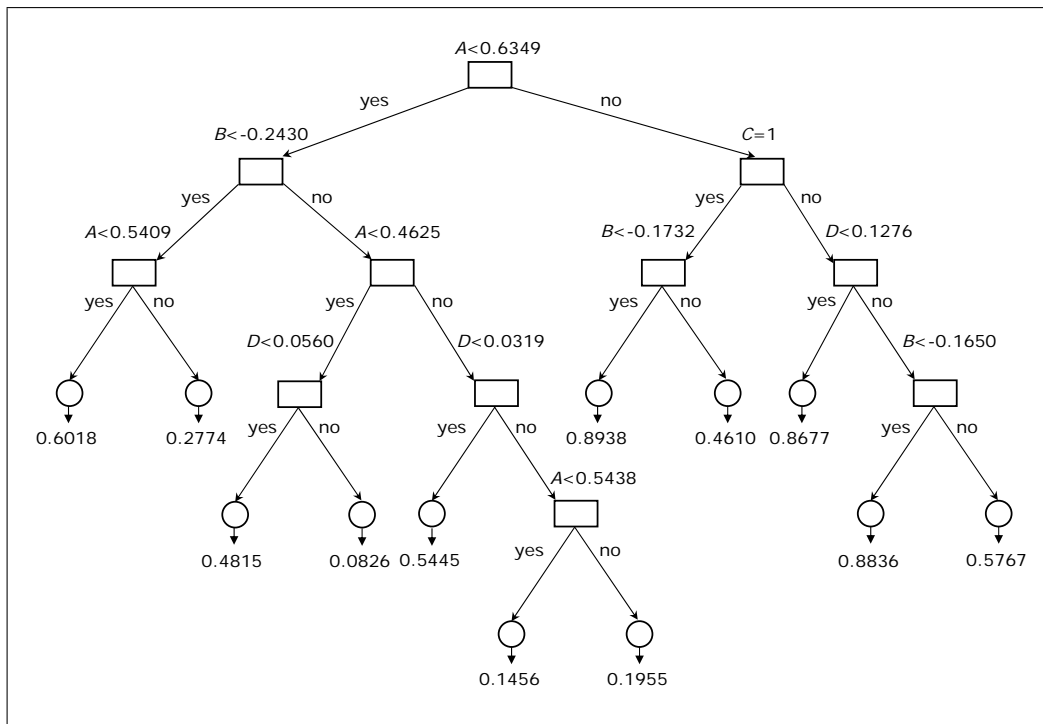 A<0.6349
yes
no
B<-0.2430
C=1
yes
no
yes
no
A<0.5409
A<0.4625
B<-0.1732
D<0.1276
yes
no
yes
no
yes
no
yes
no
D<0.0560
D<0.0319
B<-0.1650
0.6018
0.2774
yes
no
yes
no
0.8938
0.4610
0.8677
yes
no
A<0.5438
0.4815
0.0826
0.5445
yes
no
0.8836
0.5767
0.1456
0.1955